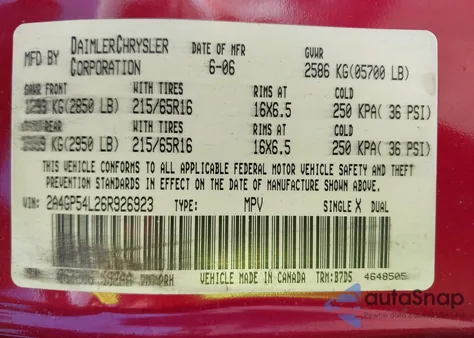 MFD BY DAIMLERCHRYSLER CORPORATION DATE OF MFR 6-06 GVWR 2586 KG(05700 LB)
GAWR FRONT WITH TIRES RIMS AT COLD
KG(2850 LB) 215/65R16 16X6.5 250 KPA( 36 PSI)
REAR WITH TIRES RIMS AT COLD
KG(2950 LB) 215/65R16 16X6.5 250 KPA( 36 PSI)
THIS VEHICLE CONFORMS TO ALL APPLICABLE FEDERAL MOTOR VEHICLE SAFETY AND THEFT
PREVENTION STANDARDS IN EFFECT ON THE DATE OF MANUFACTURE SHOWN ABOVE.
VIN: 2A4GP54L26R926923 TYPE: MPV SINGLE X DUAL
VEHICLE MADE IN CANADA TRM:B7D5 4648505
autoSnap